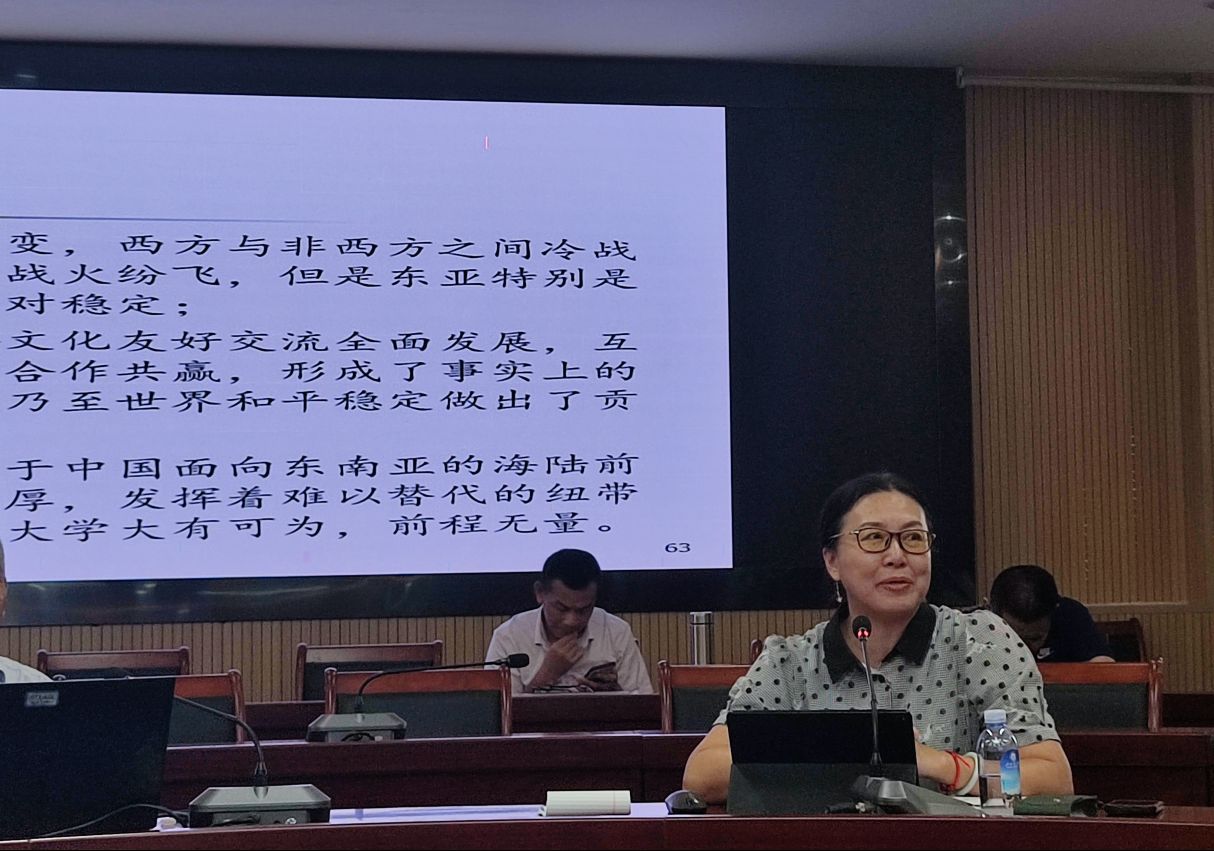 变，西方与非西方之间冷战
战火纷飞，但是东亚特别是
对稳定；
文化友好交流全面发展，互
合作共赢，形成了事实上的
乃至世界和平稳定做出了贡
于中国面向东南亚的海陆前
厚，发挥着难以替代的纽带
大学大有可为，前程无量。
63